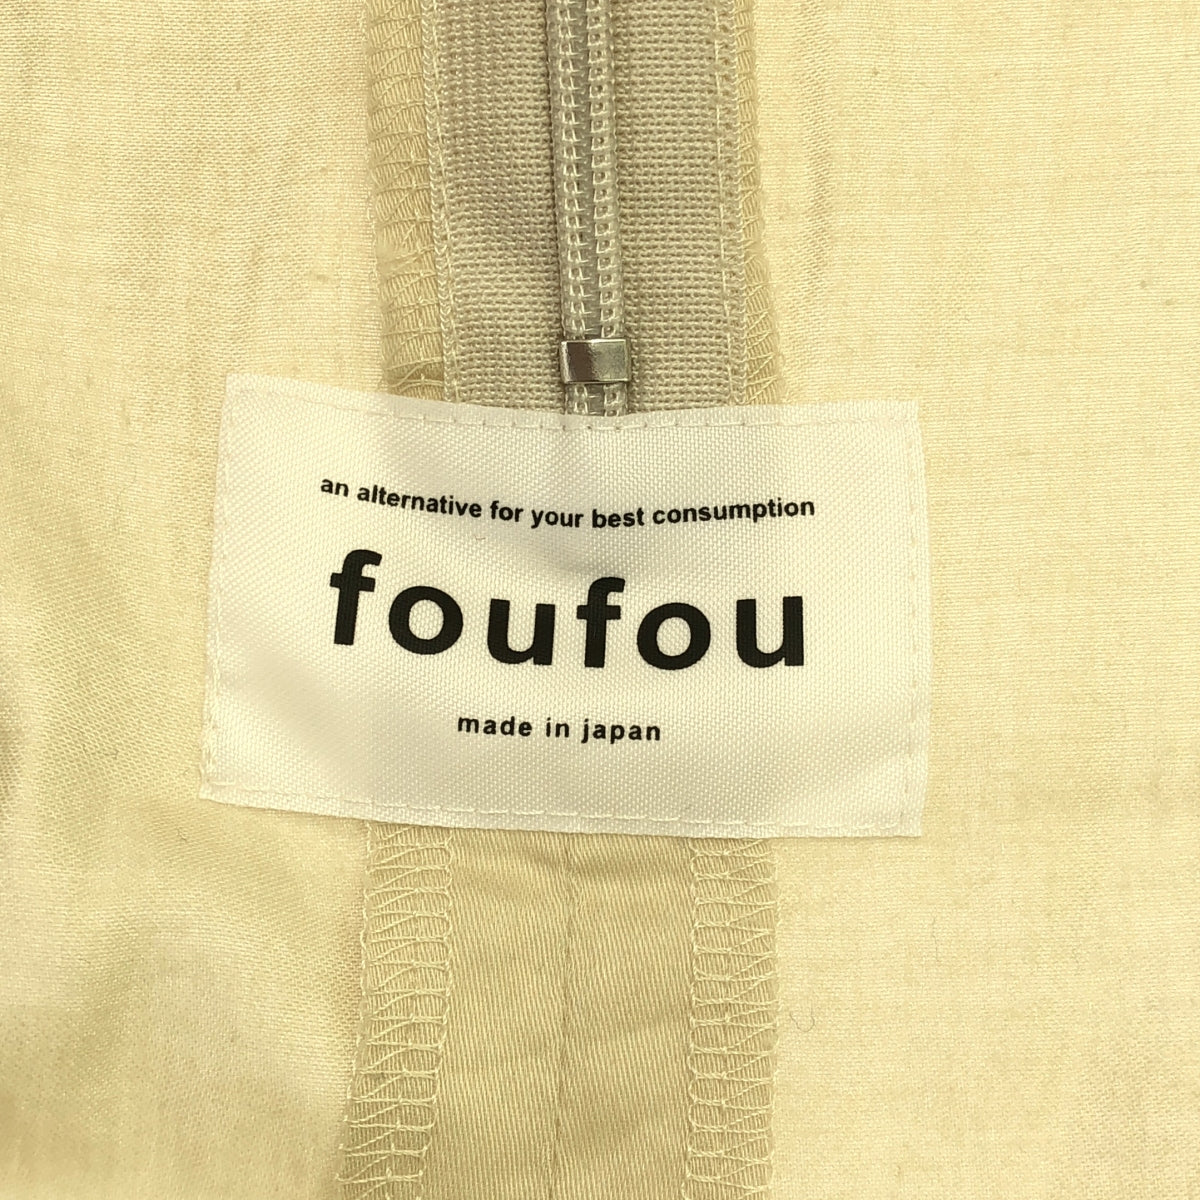 an alternative for your best consumption
foufou
made in japan